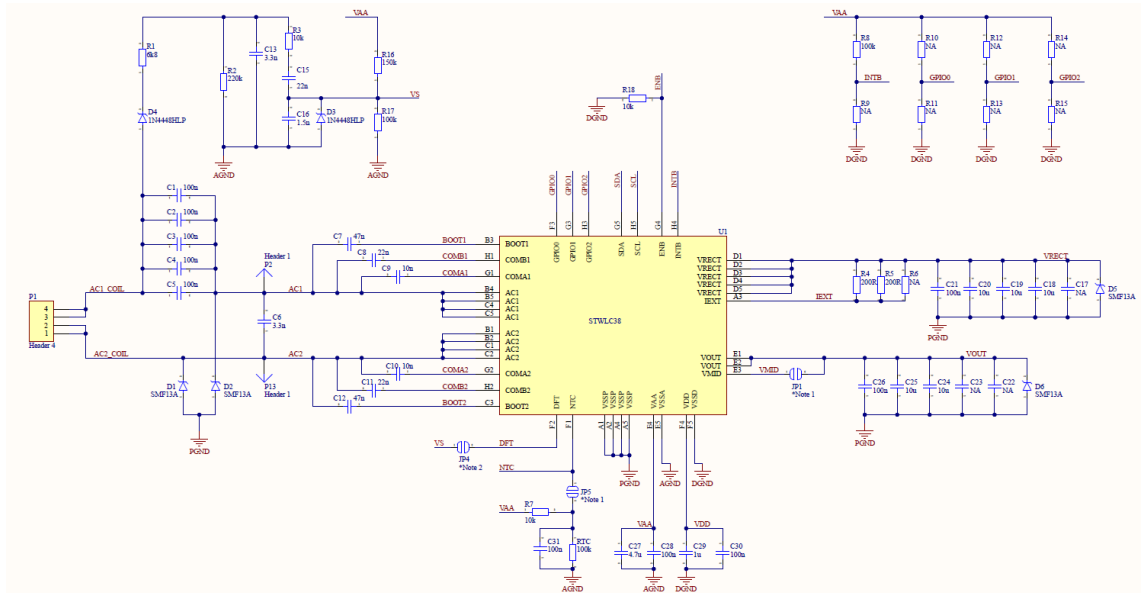 VAA
R1
6k8
R2
220k
C13
3.3n
R3
10k
C15
22n
R16
150k
VS
D4
1N4448HLP
C16
1.5n
D3
1N4448HLP
R17
100k
AGND
AGND
VAA
R8
100k
R10
NA
R12
NA
R14
NA
INTB
GPIO0
GPIO1
GPIO2
R9
NA
R11
NA
R13
NA
R15
NA
DGND
DGND
DGND
DGND
R18
10k
DGND
ENB
GPIO0
GPIO1
GPIO2
SDA
SCL
INTB
F3
G3
H3
G5
H5
G4
H4
U1
GPIO0
GPIO1
GPIO2
SDA
SCL
ENB
INTB
C1
100n
C2
100n
C3
100n
C4
100n
C5
100n
Header 1
P2
C7
47n
BOOT1
B3
BOOT1
C8
22n
COMB1
H1
COMB1
C9
10n
COMA1
G1
COMA1
P1
4
3
2
1
Header 4
AC1_COIL
AC1
B4
AC1
B5
AC1
C4
AC1
C5
AC1
C6
3.3n
B1
AC2
B2
AC2
C1
AC2
C2
AC2
AC2_COIL
AC2
D1
SMF13A
D2
SMF13A
P13
Header 1
PGND
C10
10n
COMA2
G2
COMA2
C11
22n
COMB2
H2
COMB2
C12
47n
BOOT2
C3
BOOT2
STWLC38
VRECT
D1
VRECT
D2
VRECT
D3
VRECT
D4
VRECT
D5
IEXT
A3
IEXT
VRECT
R4
200R
R5
200R
R6
NA
C21
100n
C20
10u
C19
10u
C18
10u
C17
NA
D5
SMF13A
PGND
VOUT
E1
VOUT
E2
VMID
E3
VMID
JP1
*Note 1
VOUT
C26
100n
C25
10u
C24
10u
C23
NA
C22
NA
D6
SMF13A
PGND
DFT
NTC
VSSP
VSSP
VSSP
VSSP
VAA
VSSA
VDD
VSSD
F2
F1
A1
A2
A4
A5
E4
E5
F4
F5
VS
JP4
*Note 2
DFT
NTC
PGND
AGND
DGND
JP5
*Note 1
VAA
R7
10k
C31
100n
RTC
100k
AGND
VAA
C27
4.7u
C28
100n
AGND
VDD
C29
1u
C30
100n
DGND